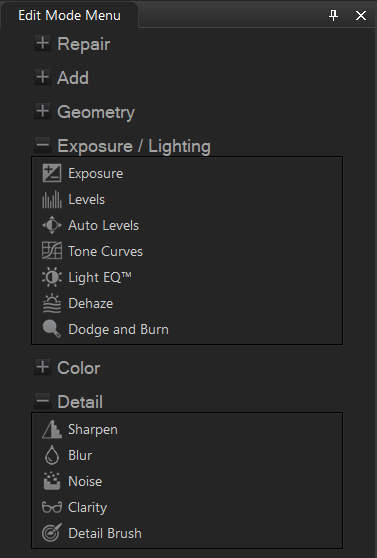 Edit Mode Menu
Repair
Add
Geometry
Exposure / Lighting
Exposure
Levels
Auto Levels
Tone Curves
Light EQ™
Dehaze
Dodge and Burn
Color
Detail
Sharpen
Blur
Noise
Clarity
Detail Brush